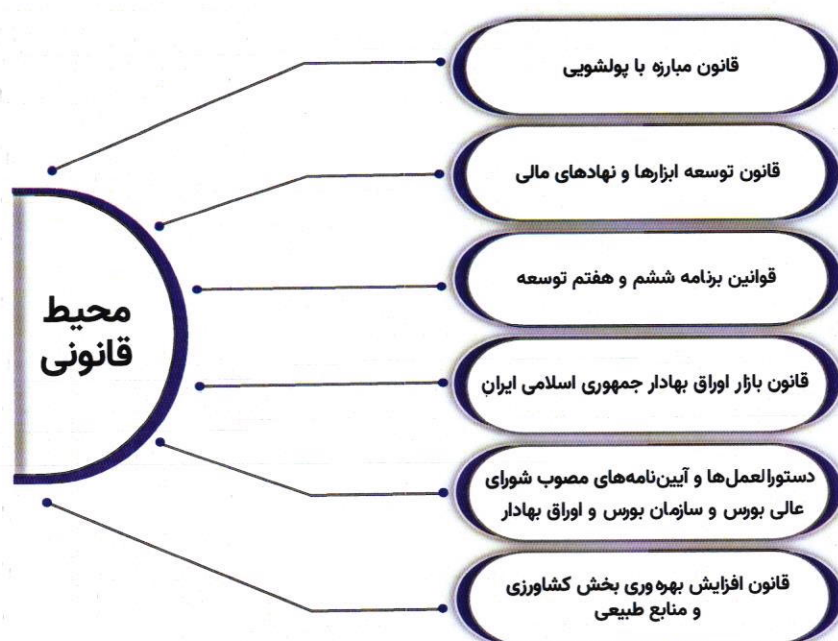 محیط
قانونی
قانون مبارزه با پولشویی
قانون توسعه ابزارها و نهادهای مالی
قوانین برنامه ششم و هفتم توسعه
قانون بازار اوراق بهادار جمهوری اسلامی ایران
دستورالعمل‌ها و آیین‌نامه‌های مصوب شورای
عالی بورس و سازمان بورس و اوراق بهادار
قانون افزایش بهره‌وری بخش کشاورزی
و منابع طبیعی